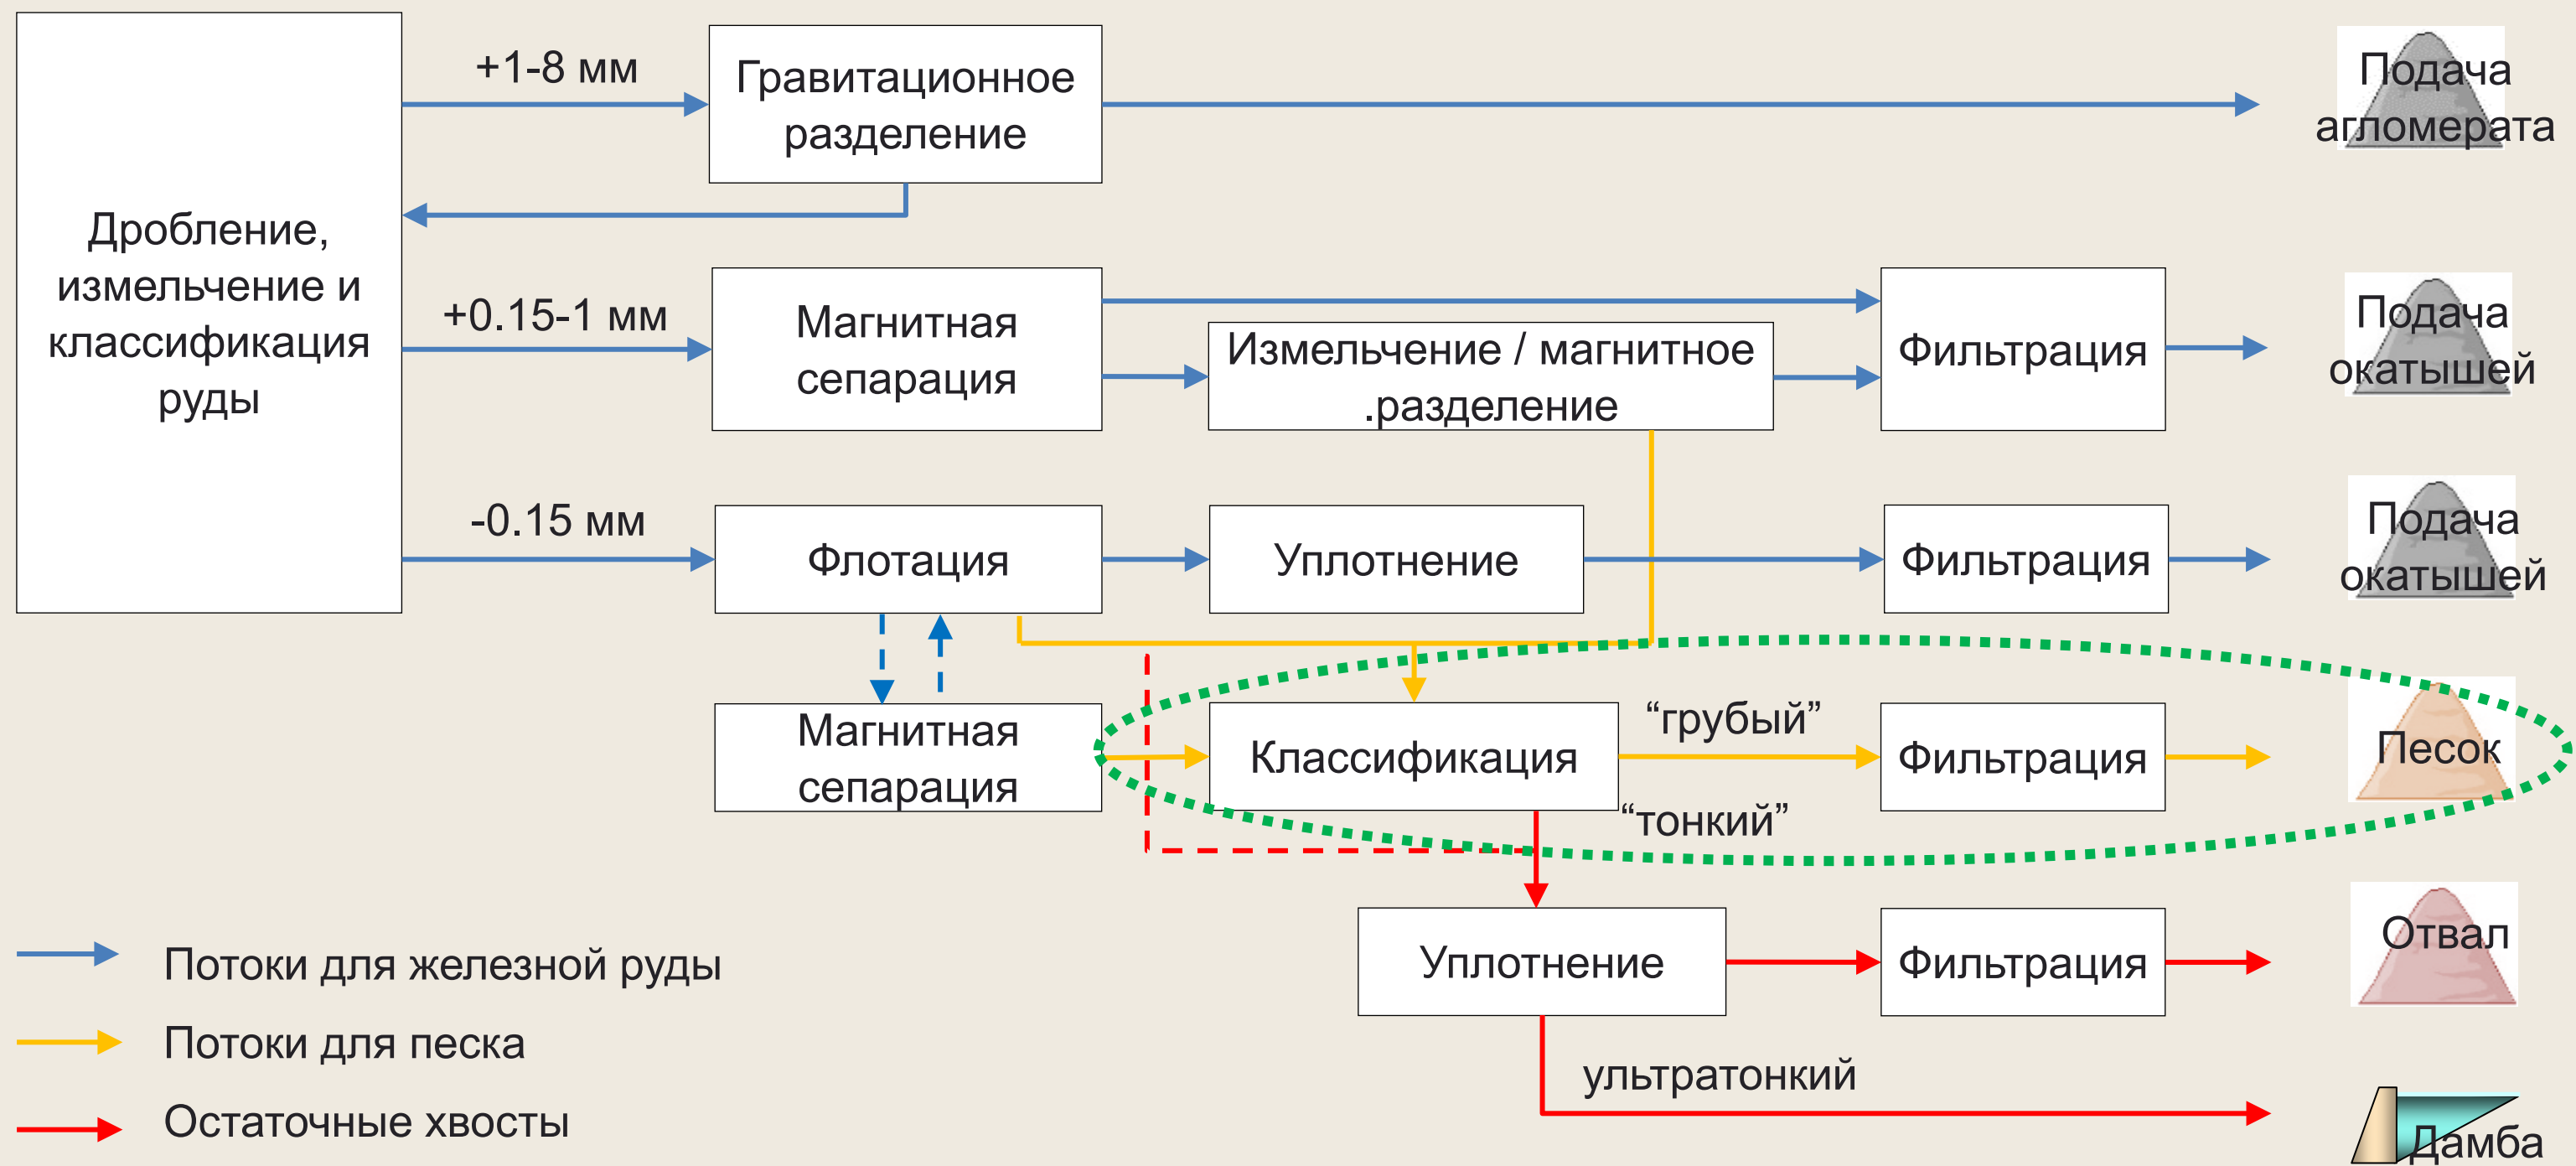 +1-8 мм
Гравитационное
разделение
Подача
агломерата
Дробление,
измельчение и
классификация
руды
+0.15-1 мм
Магнитная
сепарация
Измельчение / магнитное
.разделение
Фильтрация
Подача
окатышей
-0.15 мм
Флотация
Уплотнение
Фильтрация
Подача
окатышей
Магнитная
сепарация
Классификация
“грубый”
“тонкий”
Фильтрация
Песок
Уплотнение
Фильтрация
Отвал
ультратонкий
Дамба
Потоки для железной руды
Потоки для песка
Остаточные хвосты